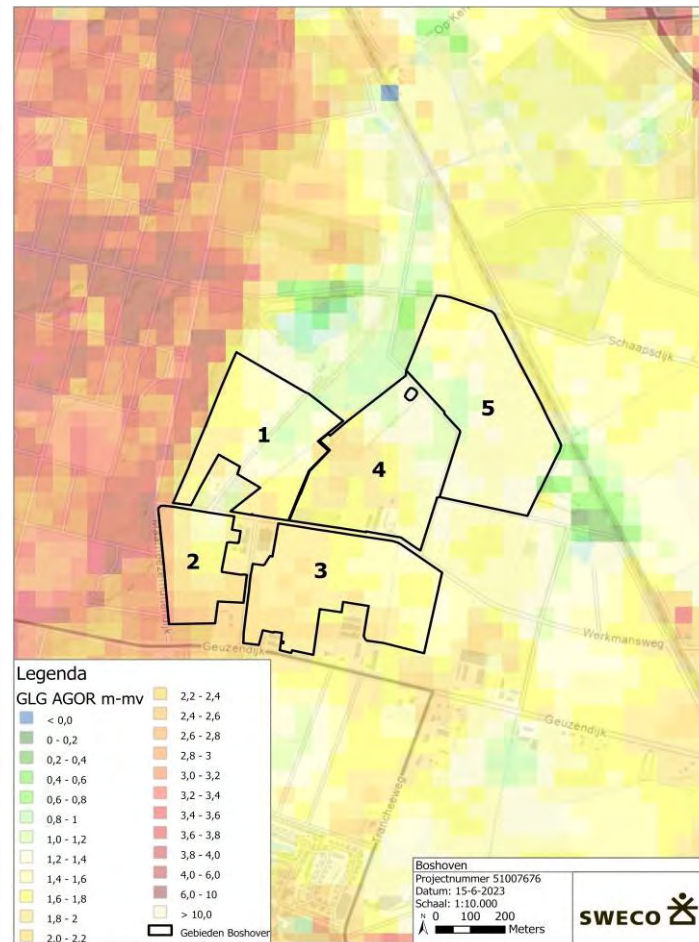 Op Ken
Schaapsdijk
1
5
4
2
3
Geuzendijk
Werkmansweg
Geuzendijk
Trancheeweg
Legenda
GLG AGOR m-mv
< 0,0
0 - 0,2
0,2 - 0,4
0,4 - 0,6
0,6 - 0,8
0,8 - 1
1,0 - 1,2
1,2 - 1,4
1,4 - 1,6
1,6 - 1,8
1,8 - 2
2,0 - 2,2
2,2 - 2,4
2,4 - 2,6
2,6 - 2,8
2,8 - 3
3,0 - 3,2
3,2 - 3,4
3,4 - 3,6
3,6 - 3,8
3,8 - 4,0
4,0 - 6,0
6,0 - 10
> 10,0
Gebieden Boshoven
Boshoven
Projectnummer 51007676
Datum: 15-6-2023
Schaal: 1:10.000
N 0 100 200
Meters
SWECO